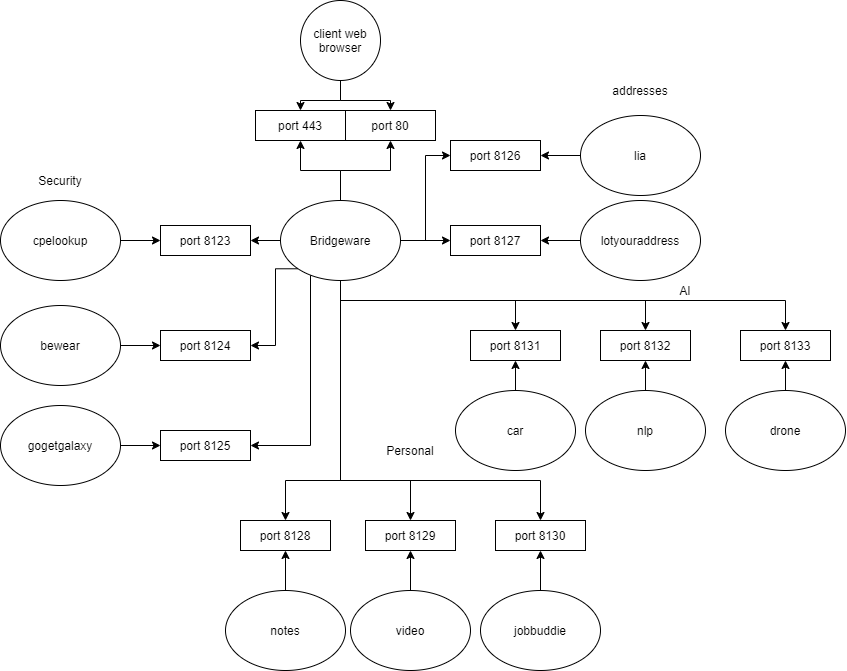 client web
browser
addresses
port 443
port 80
port 8126
lia
Security
cpelookup
port 8123
Bridgeware
port 8127
lotyouraddress
AI
bewear
port 8124
port 8131
port 8132
port 8133
gogetgalaxy
port 8125
Personal
car
nlp
drone
port 8128
port 8129
port 8130
notes
video
jobbuddie